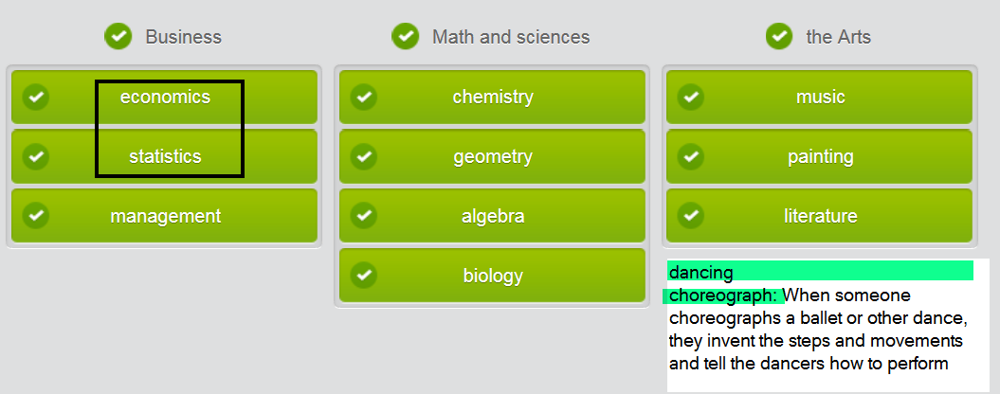 Business
economics
statistics
management
Math and sciences
chemistry
geometry
algebra
biology
the Arts
music
painting
literature
dancing
choreograph: When someone
choreographs a ballet or other dance,
they invent the steps and movements
and tell the dancers how to perform